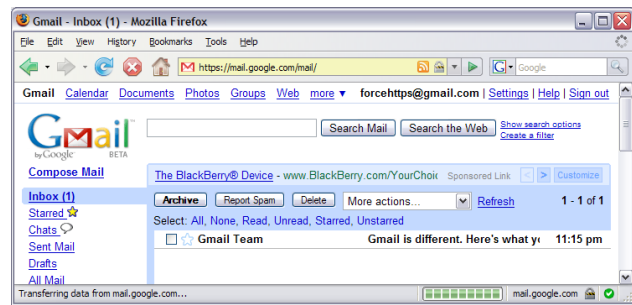 Gmail - Inbox (1) - Mozilla Firefox
File Edit View History Bookmarks Tools Help
https://mail.google.com/mail/ G Google
Gmail Calendar Documents Photos Groups Web more ▼ forcehttps@gmail.com | Settings | Help | Sign out
Gmail by Google BETA
Search Mail Search the Web Show search options
Create a filter
Compose Mail
The BlackBerry® Device - www.BlackBerry.com/YourChoic Sponsored Link < > Customize
Inbox (1)
Archive Report Spam Delete More actions... Refresh 1 - 1 of 1
Starred
Select: All, None, Read, Unread, Starred, Unstarred
Chats
Gmail Team Gmail is different. Here's what yo 11:15 pm
Sent Mail
Drafts
All Mail
Transferring data from mail.google.com... mail.google.com